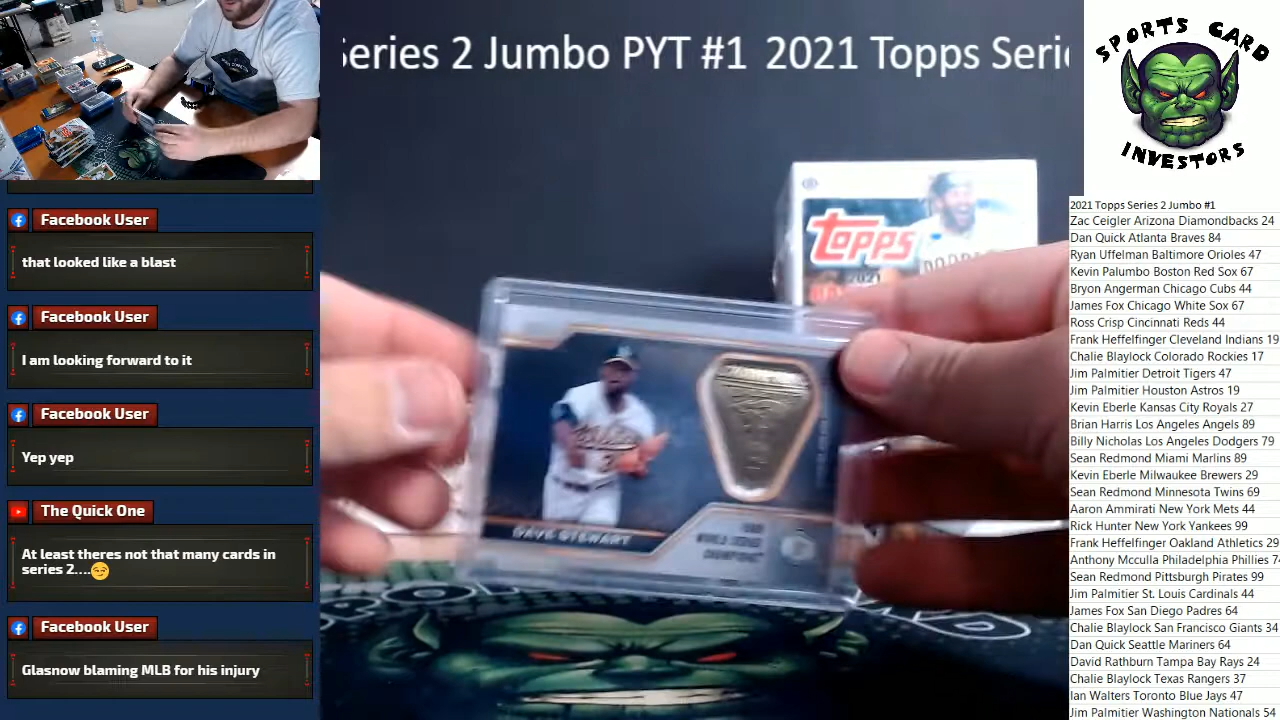 Series 2 Jumbo PYT #1 2021 Topps Serie
SPORTS CARD
INVESTORS
Facebook User
that looked like a blast
Facebook User
I am looking forward to it
Facebook User
Yep yep
The Quick One
At least theres not that many cards in
series 2....😏
Facebook User
Glasnow blaming MLB for his injury
TOPPS
2021
DAVE STEWART
WORLD SERIES
CHAMPIONS
2021 Topps Series 2 Jumbo #1
Zac Ceigler Arizona Diamondbacks 24
Dan Quick Atlanta Braves 84
Ryan Uffelman Baltimore Orioles 47
Kevin Palumbo Boston Red Sox 67
Bryon Angerman Chicago Cubs 44
James Fox Chicago White Sox 67
Ross Crisp Cincinnati Reds 44
Frank Heffelfinger Cleveland Indians 19
Chalie Blaylock Colorado Rockies 17
Jim Palmitier Detroit Tigers 47
Jim Palmitier Houston Astros 19
Kevin Eberle Kansas City Royals 27
Brian Harris Los Angeles Angels 89
Billy Nicholas Los Angeles Dodgers 79
Sean Redmond Miami Marlins 89
Kevin Eberle Milwaukee Brewers 29
Sean Redmond Minnesota Twins 69
Aaron Ammirati New York Mets 44
Rick Hunter New York Yankees 99
Frank Heffelfinger Oakland Athletics 29
Anthony Mcculla Philadelphia Phillies 74
Sean Redmond Pittsburgh Pirates 99
Jim Palmitier St. Louis Cardinals 44
James Fox San Diego Padres 64
Chalie Blaylock San Francisco Giants 34
Dan Quick Seattle Mariners 64
David Rathburn Tampa Bay Rays 24
Chalie Blaylock Texas Rangers 37
Ian Walters Toronto Blue Jays 47
Jim Palmitier Washington Nationals 54